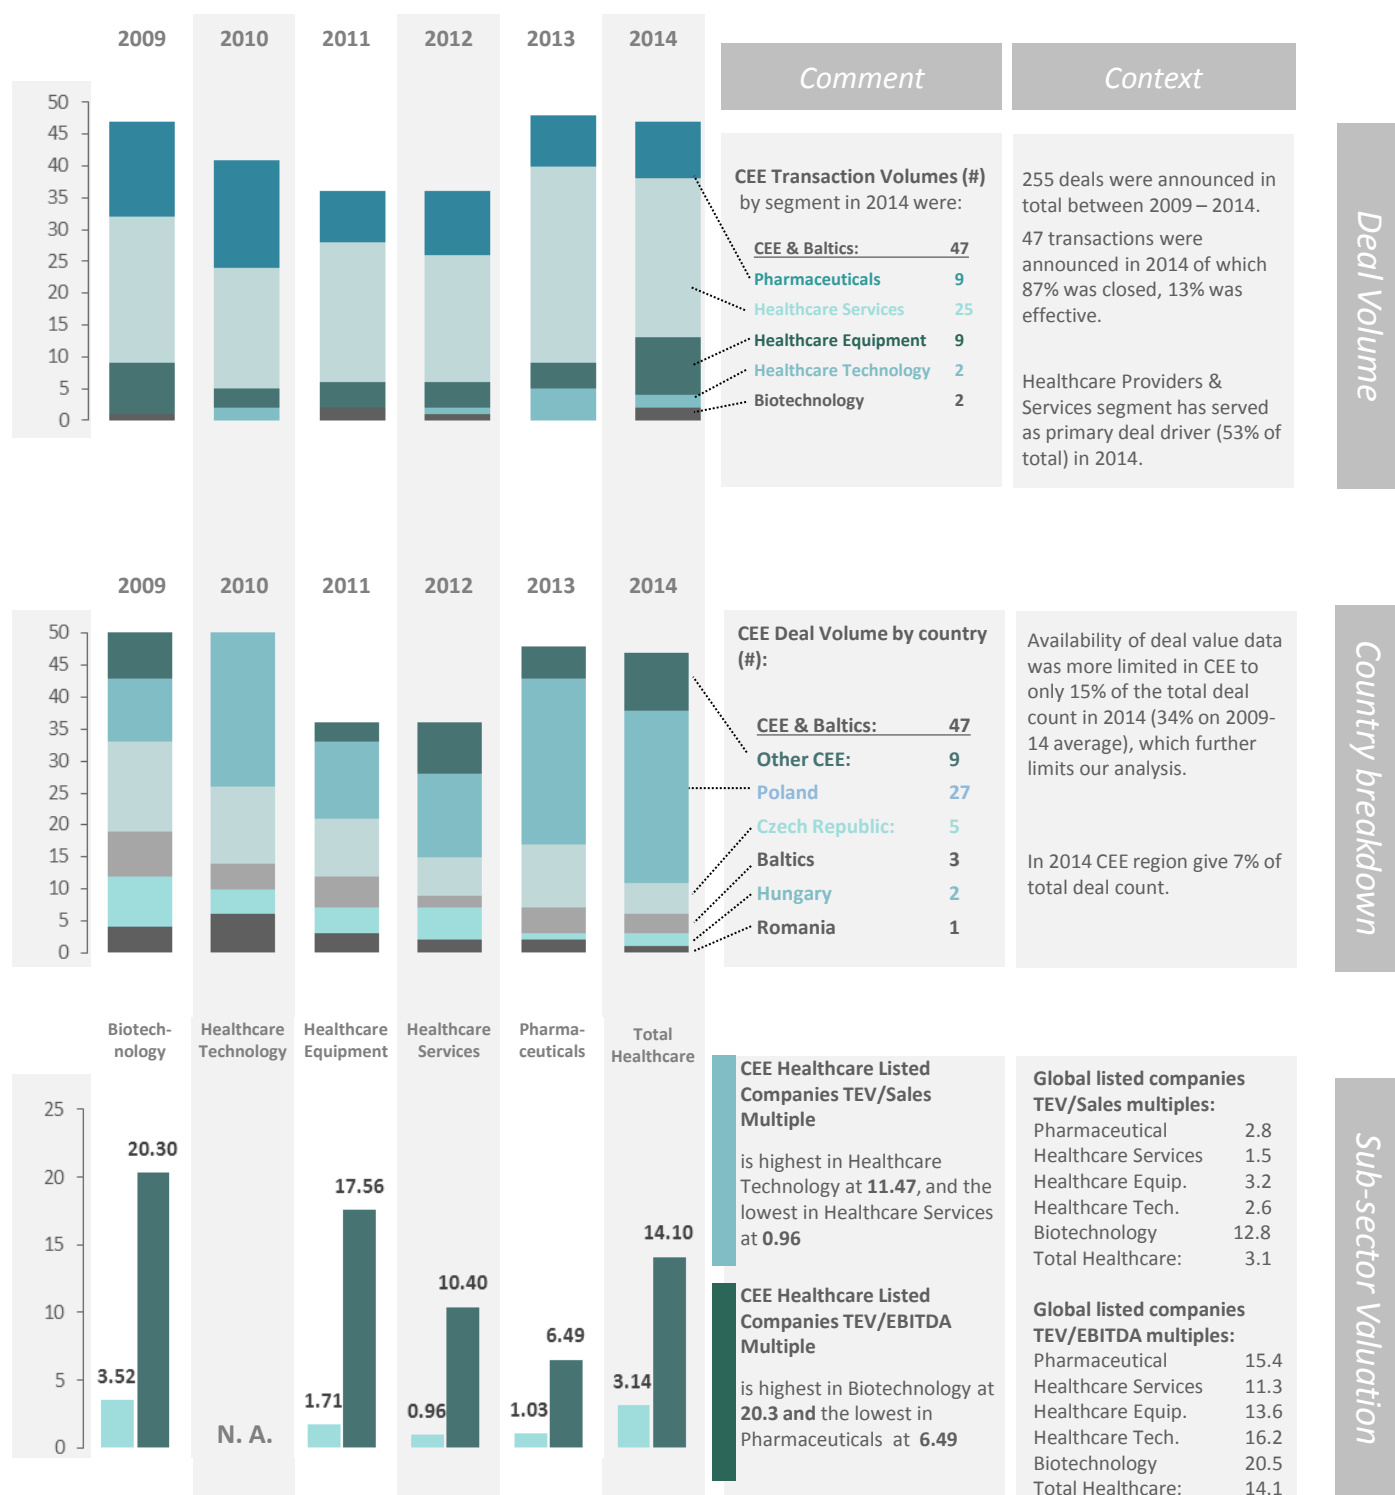 2009 2010 2011 2012 2013 2014
Comment
Context
50
45
40
35
30
25
20
15
10
5
0
CEE Transaction Volumes (#)
by segment in 2014 were:
CEE & Baltics: 47
Pharmaceuticals 9
Healthcare Services 25
Healthcare Equipment 9
Healthcare Technology 2
Biotechnology 2
255 deals were announced in
total between 2009 – 2014.
47 transactions were
announced in 2014 of which
87% was closed, 13% was
effective.
Healthcare Providers &
Services segment has served
as primary deal driver (53% of
total) in 2014.
Deal Volume
2009 2010 2011 2012 2013 2014
50
45
40
35
30
25
20
15
10
5
0
CEE Deal Volume by country
(#):
CEE & Baltics: 47
Other CEE: 9
Poland 27
Czech Republic: 5
Baltics 3
Hungary 2
Romania 1
Availability of deal value data
was more limited in CEE to
only 15% of the total deal
count in 2014 (34% on 2009-
14 average), which further
limits our analysis.
In 2014 CEE region give 7% of
total deal count.
Country breakdown
Biotech-
nology
Healthcare
Technology
Healthcare
Equipment
Healthcare
Services
Pharma-
ceuticals
Total
Healthcare
25
20
15
10
5
0
3.52
20.30
N. A.
1.71
17.56
0.96
10.40
1.03
6.49
3.14
14.10
CEE Healthcare Listed
Companies TEV/Sales
Multiple
is highest in Healthcare
Technology at 11.47, and the
lowest in Healthcare Services
at 0.96
CEE Healthcare Listed
Companies TEV/EBITDA
Multiple
is highest in Biotechnology at
20.3 and the lowest in
Pharmaceuticals at 6.49
Global listed companies
TEV/Sales multiples:
Pharmaceutical 2.8
Healthcare Services 1.5
Healthcare Equip. 3.2
Healthcare Tech. 2.6
Biotechnology 12.8
Total Healthcare: 3.1
Global listed companies
TEV/EBITDA multiples:
Pharmaceutical 15.4
Healthcare Services 11.3
Healthcare Equip. 13.6
Healthcare Tech. 16.2
Biotechnology 20.5
Total Healthcare: 14.1
Sub-sector Valuation